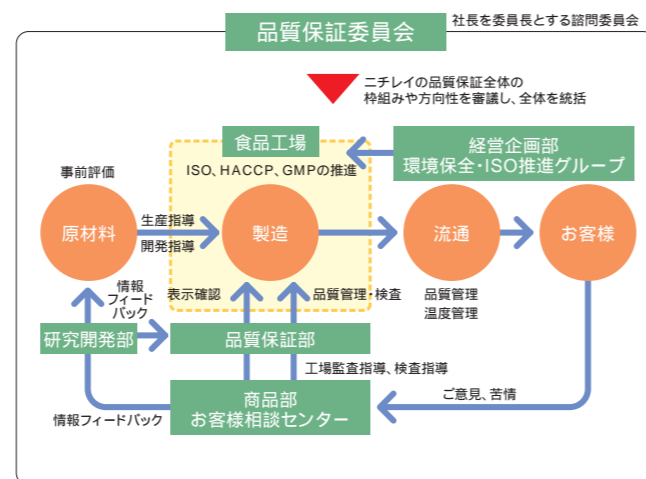 品質保証委員会
社長を委員長とする諮問委員会
ニチレイの品質保証全体の
枠組みや方向性を審議し、全体を統括
食品工場
経営企画部
環境保全・ISO推進グループ
ISO、HACCP、GMPの推進
事前評価
原材料
生産指導
開発指導
製造
流通
お客様
情報
フィード
バック
表示確認
品質管理・検査
品質管理
温度管理
研究開発部
品質保証部
工場監査指導、検査指導
商品部
お客様相談センター
ご意見、苦情
情報フィードバック